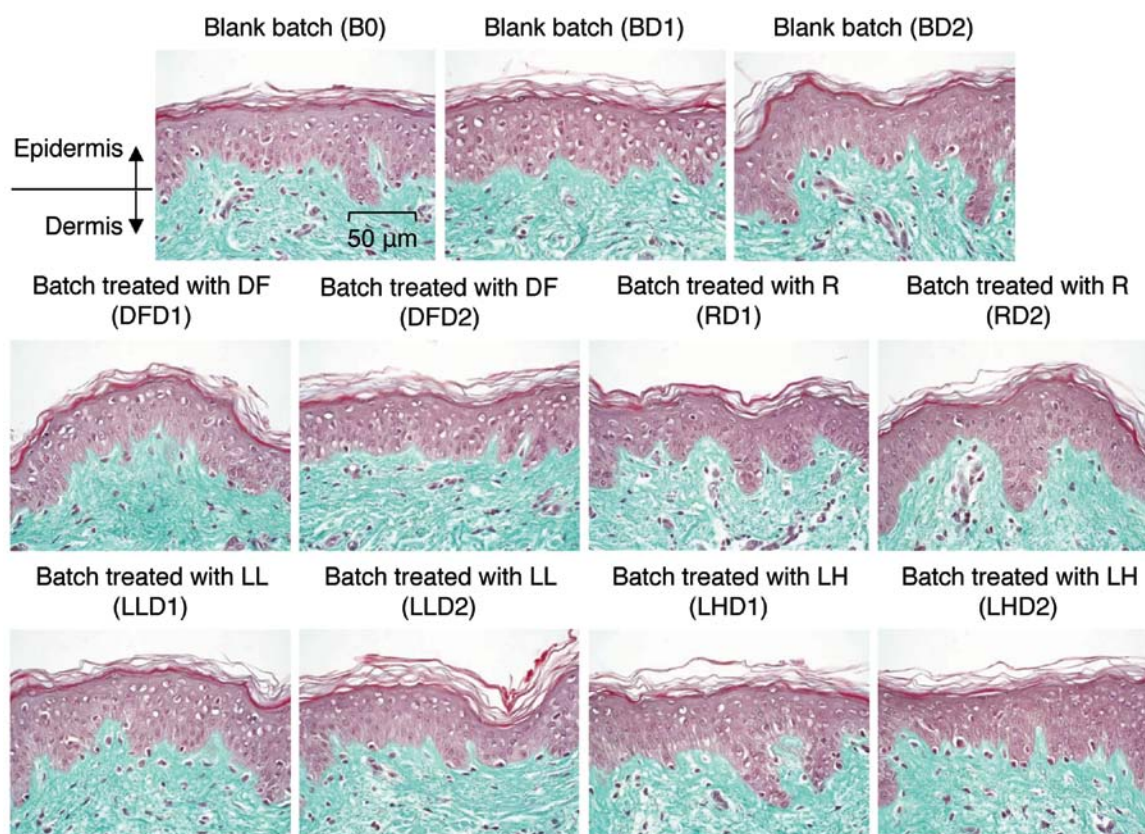 Blank batch (B0)
Blank batch (BD1)
Blank batch (BD2)
Epidermis
Dermis
50 μm
Batch treated with DF
(DFD1)
Batch treated with DF
(DFD2)
Batch treated with R
(RD1)
Batch treated with R
(RD2)
Batch treated with LL
(LLD1)
Batch treated with LL
(LLD2)
Batch treated with LH
(LHD1)
Batch treated with LH
(LHD2)